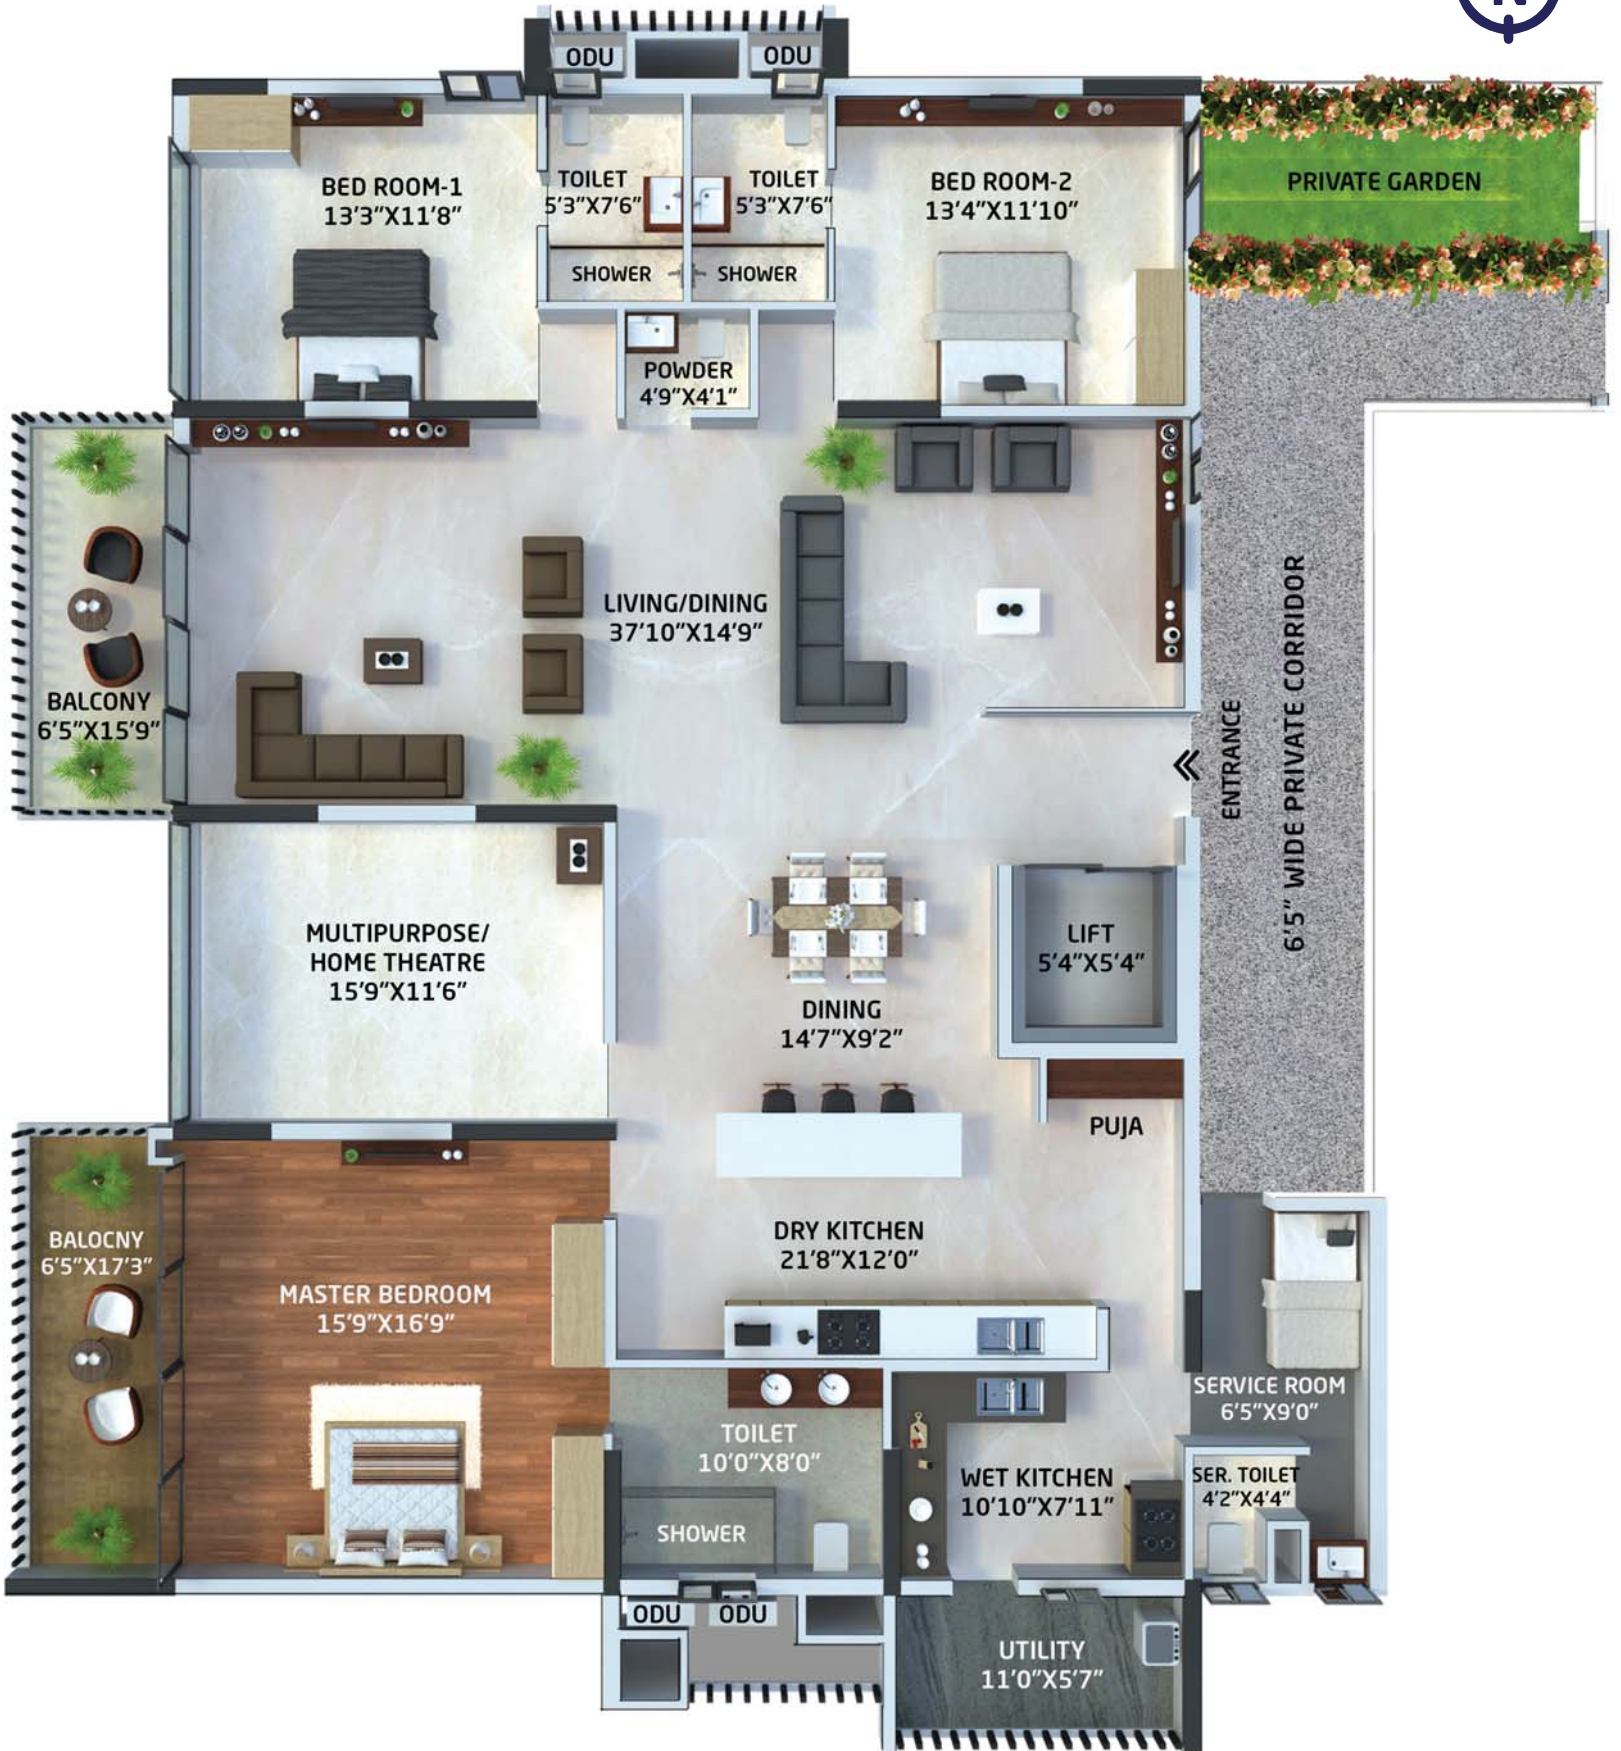 N
ODU
ODU
BED ROOM-1
13'3"X11'8"
TOILET
5'3"X7'6"
TOILET
5'3"X7'6"
BED ROOM-2
13'4"X11'10"
PRIVATE GARDEN
SHOWER
SHOWER
POWDER
4'9"X4'1"
LIVING/DINING
37'10"X14'9"
BALCONY
6'5"X15'9"
ENTRANCE
6'5" WIDE PRIVATE CORRIDOR
MULTIPURPOSE/
HOME THEATRE
15'9"X11'6"
LIFT
5'4"X5'4"
DINING
14'7"X9'2"
PUJA
BALOCNY
6'5"X17'3"
DRY KITCHEN
21'8"X12'0"
MASTER BEDROOM
15'9"X16'9"
SERVICE ROOM
6'5"X9'0"
TOILET
10'0"X8'0"
WET KITCHEN
10'10"X7'11"
SER. TOILET
4'2"X4'4"
SHOWER
ODU
ODU
UTILITY
11'0"X5'7"